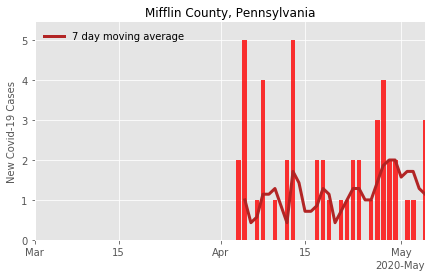 Mifflin County, Pennsylvania
7 day moving average
New Covid-19 Cases
5
4
3
2
1
0
Mar 15 Apr 15 May
2020-May